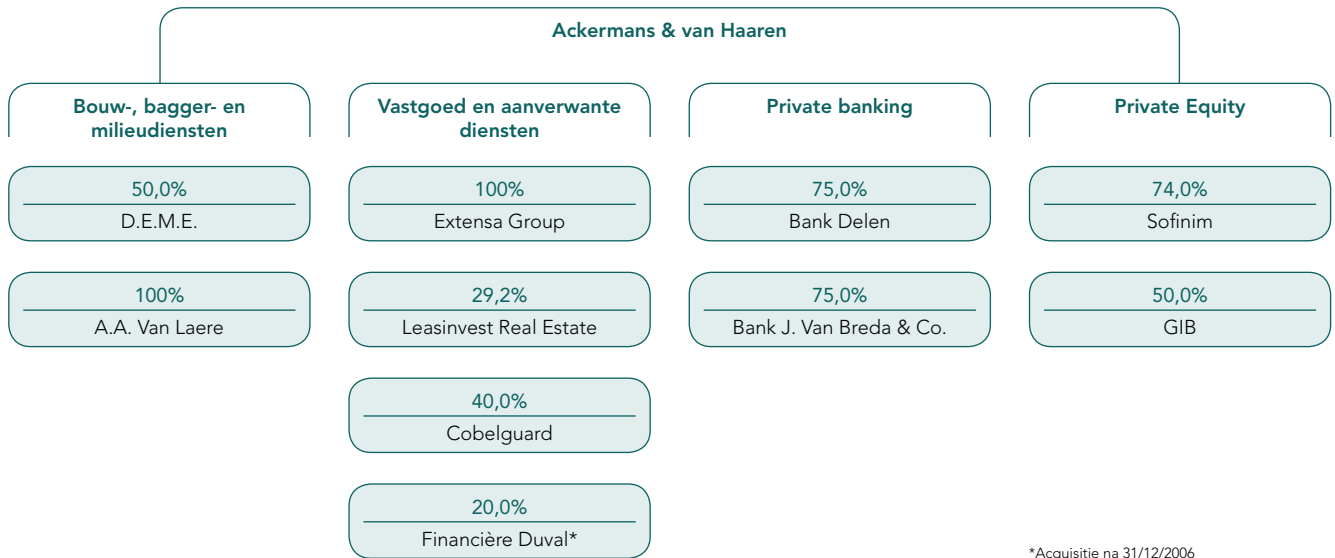 Ackermans & van Haaren
Bouw-, bagger- en
milieudiensten
50,0%
D.E.M.E.
100%
A.A. Van Laere
Vastgoed en aanverwante
diensten
100%
Extensa Group
29,2%
Leasinvest Real Estate
40,0%
Cobelguard
20,0%
Financière Duval*
Private banking
75,0%
Bank Delen
75,0%
Bank J. Van Breda & Co.
Private Equity
74,0%
Sofinim
50,0%
GIB
*Acquisitie na 31/12/2006